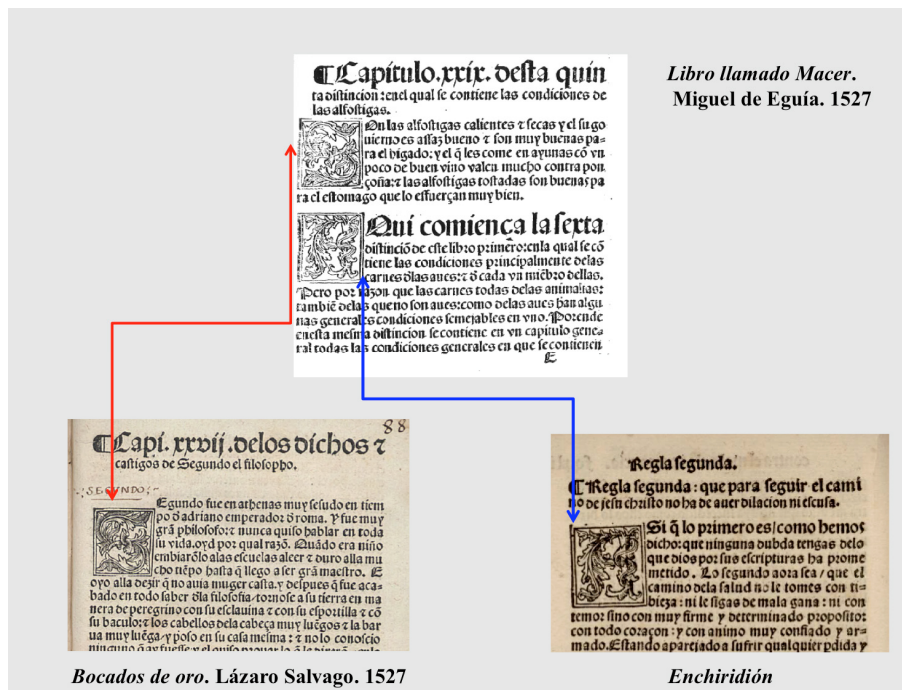 Libro llamado Macer.
Miguel de Eguía. 1527
¶Capitulo.xxix. desta quin
ta distincion:enel qual se contiene las condiciones de
las alfostigas.
SOn las alfostigas calientes ⁊ secas y el su go
uierno es assaz bueno ⁊ son muy buenas pa-
ra el higado: y el q̃ les come en ayunas cõ vn
poco de buen vino valen mucho contra pon
çoña:⁊ las alfostigas tostadas son buenas pa
ra el estomago que lo esfuerçan muy bien.
AQui comiença la sexta
distinciõ de este libro primero:enla qual se cõ
tiene las condiciones principalmente delas
carnes dlas aues:⁊ d cada vn miẽbro dellas.
Pero por razon que las carnes todas delas animalias:
tambiẽ delas que no son aues:como delas aues han algu
nas generales condiciones semejables en vno. Porende
enesta mesma distincion se contiene en vn capitulo gene-
ral todas las condiciones generales en que se contienen
E
88
¶Capi. xxvij.delos dichos ⁊
castigos de Segundo el filosopho.
:SEGVNDO:-
SEgundo fue en athenas muy sesudo en tiem
po d adriano emperador d roma. Y fue muy
grã philosofo:⁊ nunca quiso hablar en toda
su vida.oyd por qual razõ. Quãdo era niño
embiarõlo alas escuelas aleer ⁊ duro alla mu
cho tiẽpo hasta q̃ llego a ser grã maestro. E
oyo alla dezir q̃ no auia muger casta.y despues q̃ fue aca-
bado en todo saber dla filosofia/tornose a su tierra en ma
nera de peregrino con su esclauina ⁊ con su esportilla ⁊ cõ
su baculo:⁊ los cabellos dela cabeça muy luẽgos ⁊ la bar
ua muy luẽga/y poso en su casa mesma: ⁊ no lo conoscio
ninguno
Regla segunda.
¶Regla segunda : que para seguir el cami
no de jesu christo no ha de auer dilacion ni escusa.
ASi q̃ lo primero es/como hemos
dicho:que ninguna dubda tengas delo
que dios por sus escripturas ha prome
metido. Lo segundo aora sea / que el
camino dela salud no le tomes con ti-
bieza : ni le sigas de mala gana : ni con
temor: sino con muy firme y determinado proposito:
con todo coraçon : y con animo muy confiado y ar-
mado.Estando aparejado a sufrir qualquier pdida y
Bocados de oro. Lázaro Salvago. 1527
Enchiridión